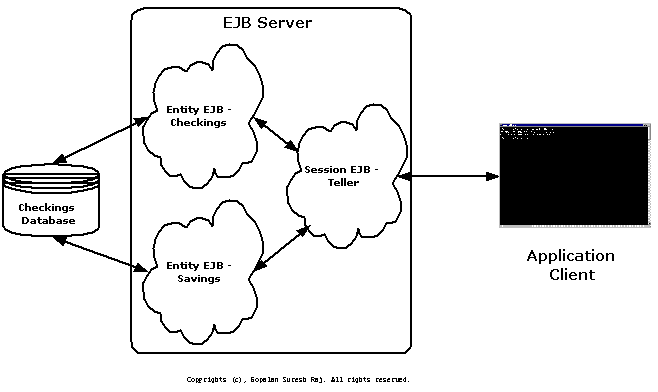 EJB Server
Entity EJB -
Checkings
Session EJB -
Teller
Checkings
Database
Entity EJB -
Savings
Application
Client
Copyrights (c), Gopalan Suresh Raj. All rights reserved.